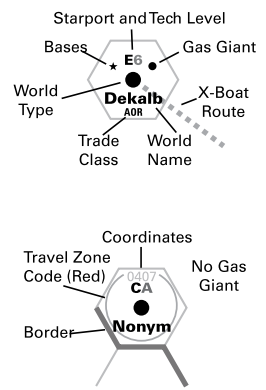 Starport and Tech Level
Bases
Gas Giant
E6
World
Type
Dekalb
AOR
X-Boat
Route
Trade
Class
World
Name
Coordinates
Travel Zone
Code (Red)
0407
CA
No Gas
Giant
Border
Nonym